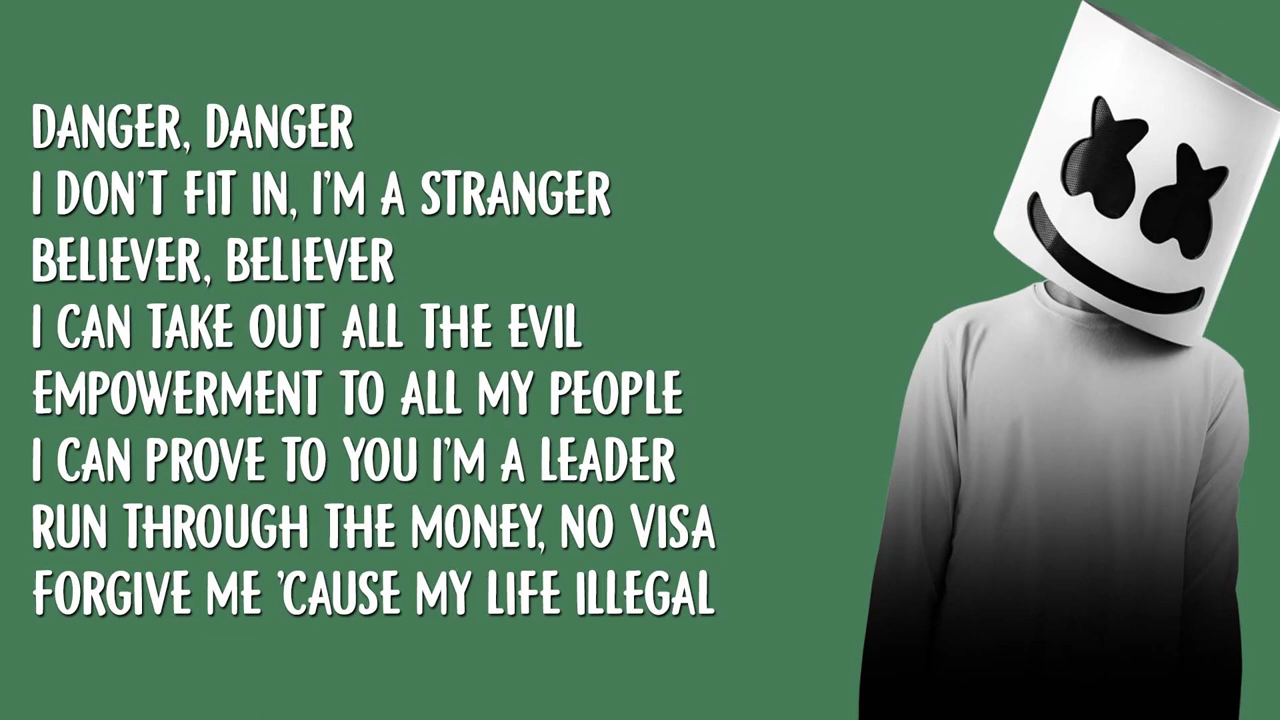 DANGER, DANGER
I DON'T FIT IN, I'M A STRANGER
BELIEVER, BELIEVER
I CAN TAKE OUT ALL THE EVIL
EMPOWERMENT TO ALL MY PEOPLE
I CAN PROVE TO YOU I'M A LEADER
RUN THROUGH THE MONEY, NO VISA
FORGIVE ME 'CAUSE MY LIFE ILLEGAL